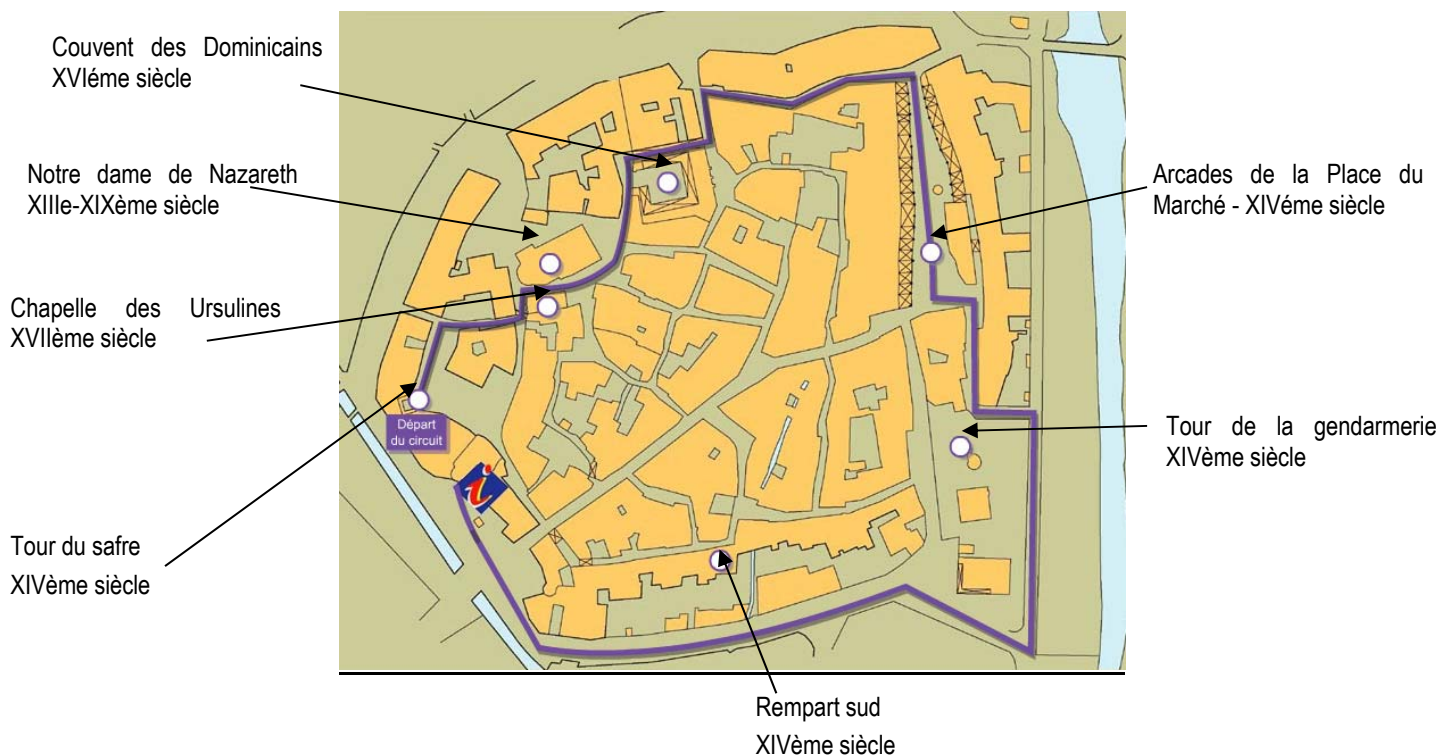 Couvent des Dominicains
XVIéme siècle
Notre dame de Nazareth
XIIIe-XIXème siècle
Chapelle des Ursulines
XVIIème siècle
Départ
du circuit
i
Tour du safre
XIVème siècle
Arcades de la Place du
Marché - XIVéme siècle
Tour de la gendarmerie
XIVème siècle
Rempart sud
XIVème siècle